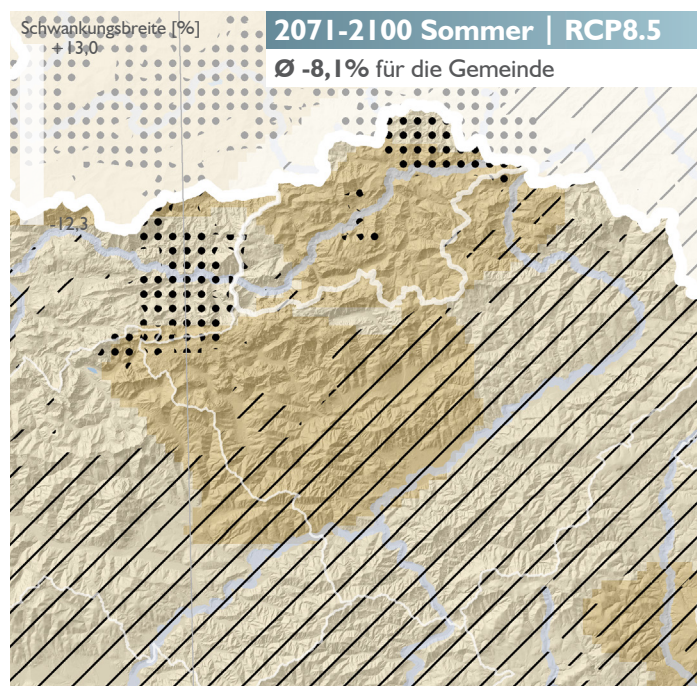 Schwankungsbreite [%]
+13,0
2071-2100 Sommer | RCP8.5
Ø -8,1% für die Gemeinde
-12,3